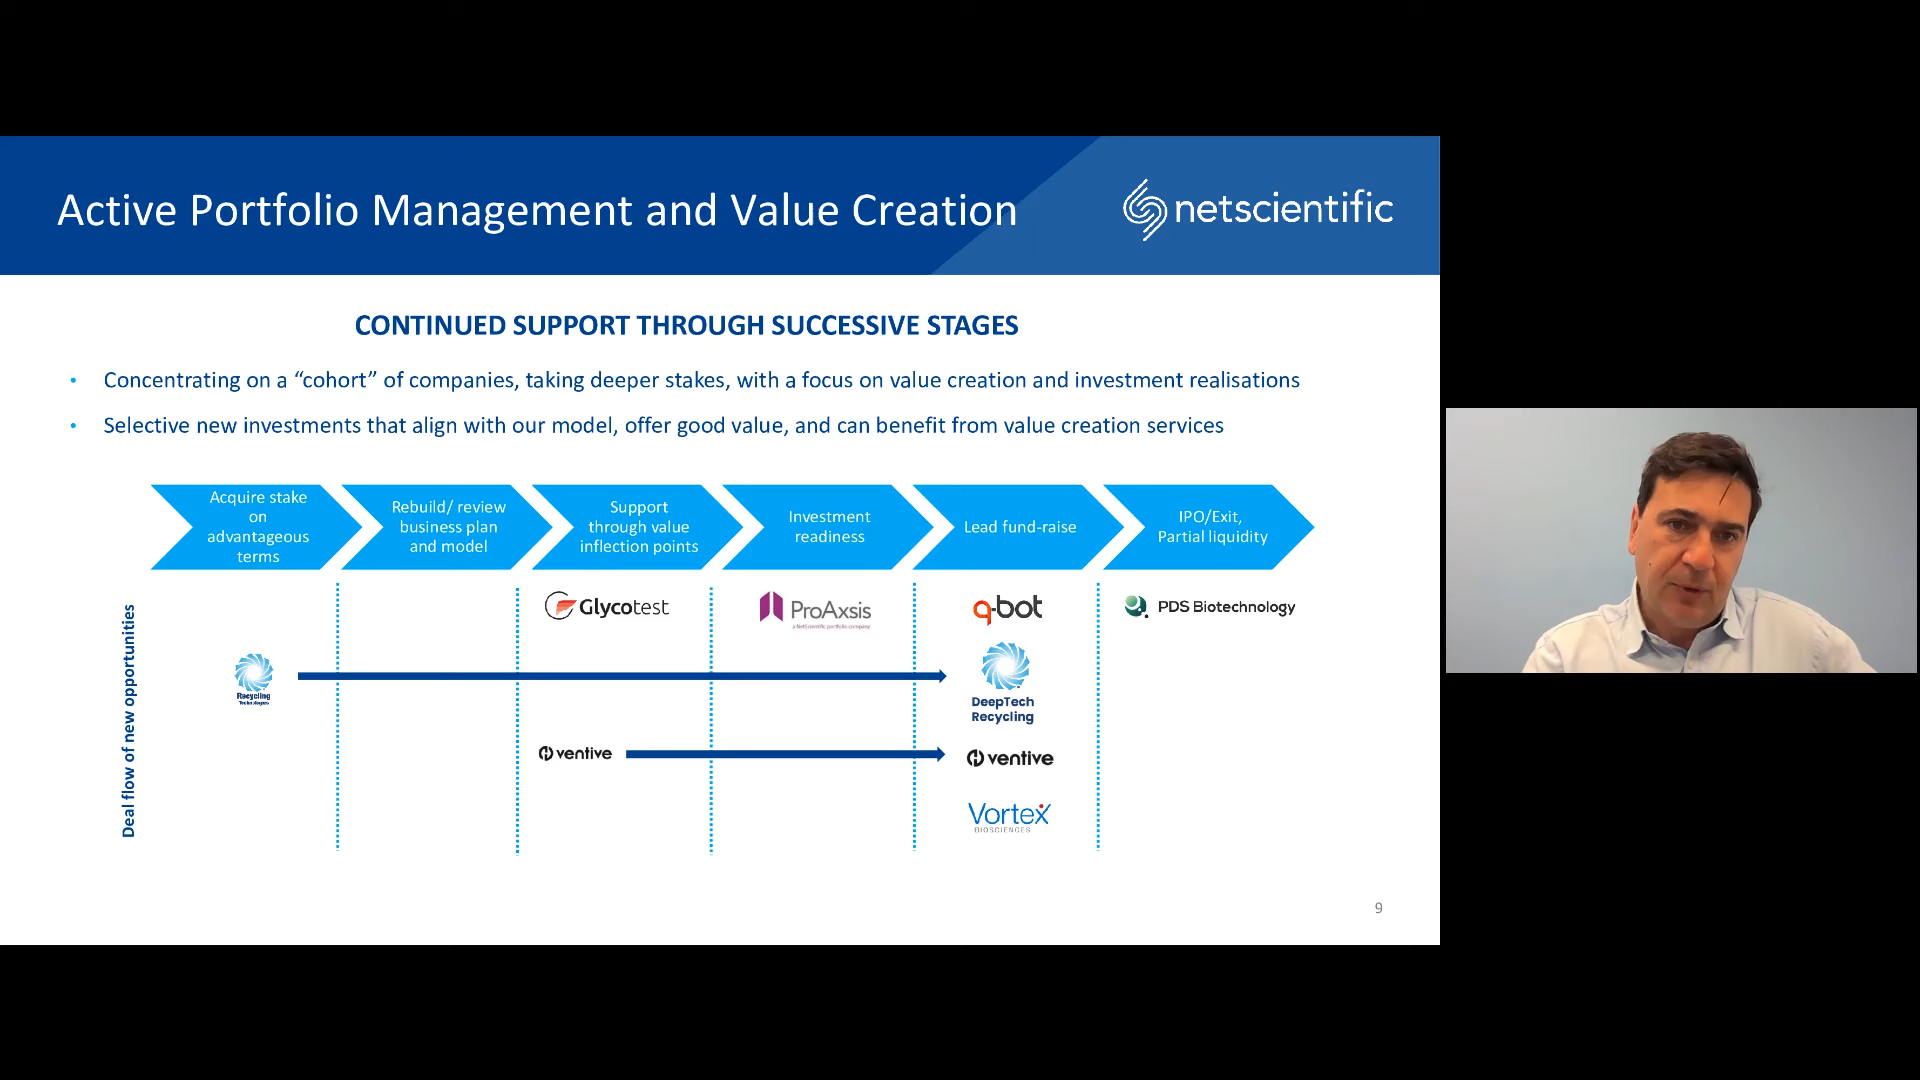 Active Portfolio Management and Value Creation
netscientific
CONTINUED SUPPORT THROUGH SUCCESSIVE STAGES
• Concentrating on a “cohort” of companies, taking deeper stakes, with a focus on value creation and investment realisations
• Selective new investments that align with our model, offer good value, and can benefit from value creation services
Acquire stake
on
advantageous
terms
Rebuild/ review
business plan
and model
Support
through value
inflection points
Investment
readiness
Lead fund-raise
IPO/Exit,
Partial liquidity
Deal flow of new opportunities
Glycotest
ProAxsis
a NetScientific portfolio company
q-bot
PDS Biotechnology
Recycling
Technologies
DeepTech
Recycling
ventive
ventive
Vortex
BIOSCIENCES
9